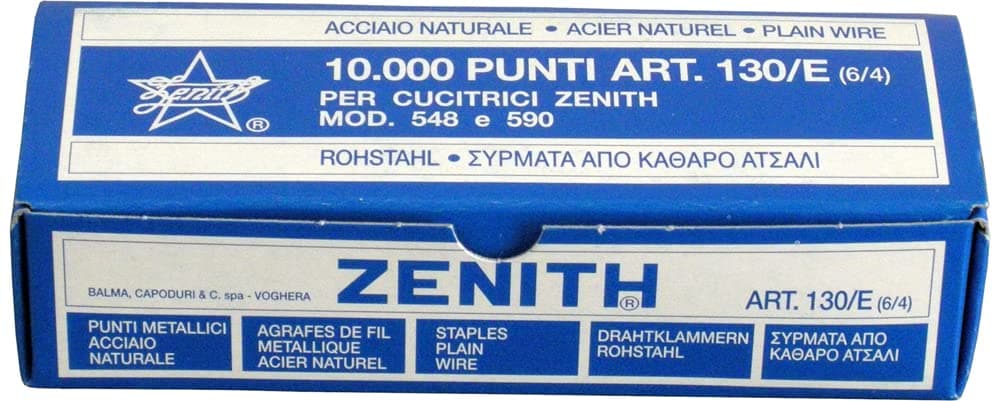 ACCIAIO NATURALE • ACIER NATUREL • PLAIN WIRE
Zenith ®
10.000 PUNTI ART. 130/E (6/4)
PER CUCITRICI ZENITH
MOD. 548 e 590
ROHSTAHL • ΣΥΡΜΑΤΑ ΑΠΟ ΚΑΘΑΡΟ ΑΤΣΑΛΙ
BALMA, CAPODURI & C. spa - VOGHERA
ZENITH ®
ART. 130/E (6/4)
PUNTI METALLICI
ACCIAIO
NATURALE
AGRAFES DE FIL
METALLIQUE
ACIER NATUREL
STAPLES
PLAIN
WIRE
DRAHTKLAMMERN
ROHSTAHL
ΣΥΡΜΑΤΑ ΑΠΟ
ΚΑΘΑΡΟ ΑΤΣΑΛΙ